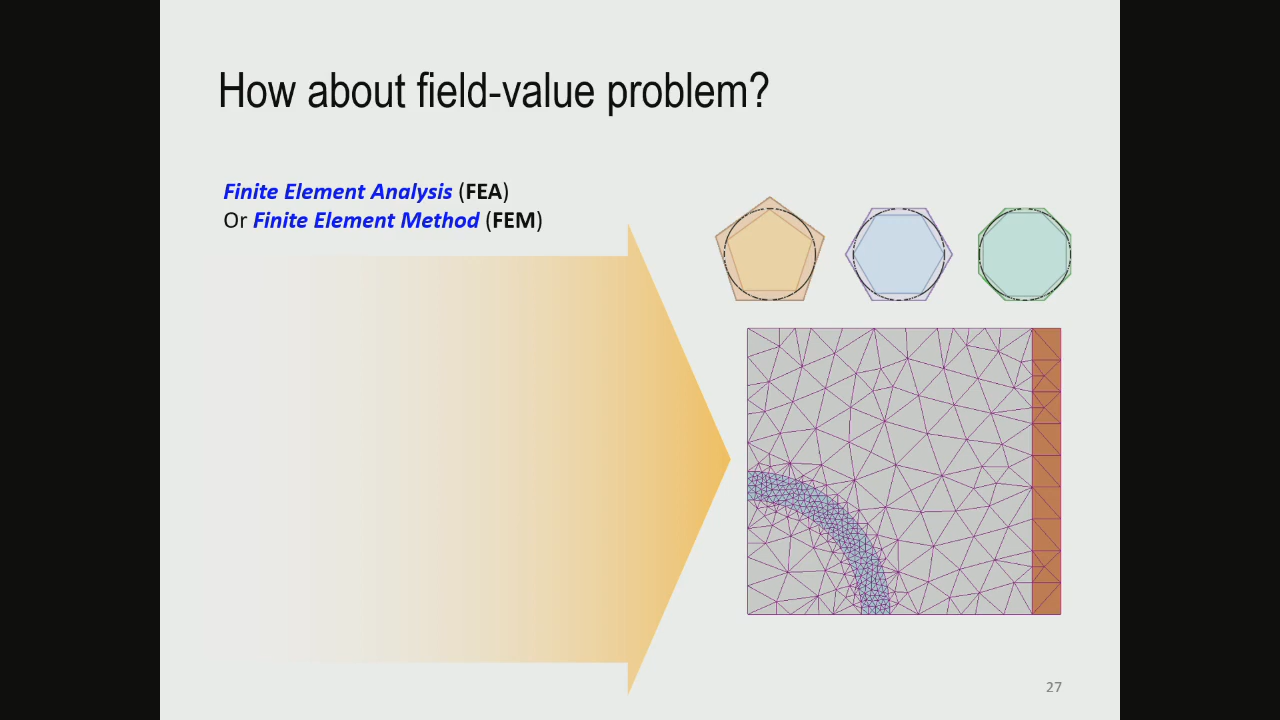 How about field-value problem?
Finite Element Analysis (FEA)
Or Finite Element Method (FEM)
27